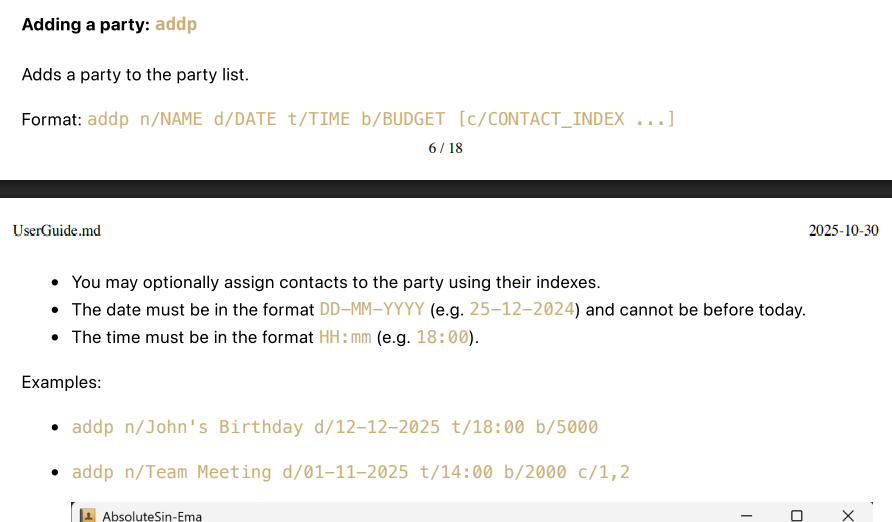 Adding a party: addp
Adds a party to the party list.
Format: addp n/NAME d/DATE t/TIME b/BUDGET [c/CONTACT_INDEX ...]
6 / 18
UserGuide.md 2025-10-30
• You may optionally assign contacts to the party using their indexes.
• The date must be in the format DD-MM-YYYY (e.g. 25-12-2024) and cannot be before today.
• The time must be in the format HH:mm (e.g. 18:00).
Examples:
• addp n/John's Birthday d/12-12-2025 t/18:00 b/5000
• addp n/Team Meeting d/01-11-2025 t/14:00 b/2000 c/1,2
AbsoluteSin-Ema